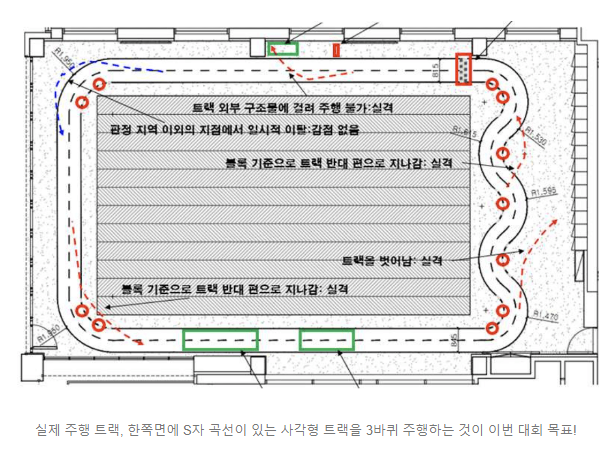 815
트랙 외부 구조물에 걸려 주행 불가:실격
판정 지역 이외의 지점에서 일시적 이탈:감점 없음
R1,615
R1,530
블록 기준으로 트랙 반대 편으로 지나감: 실격
R1,595
트랙을 벗어남: 실격
블록 기준으로 트랙 반대 편으로 지나감: 실격
R1,470
845
실제 주행 트랙, 한쪽면에 S자 곡선이 있는 사각형 트랙을 3바퀴 주행하는 것이 이번 대회 목표!